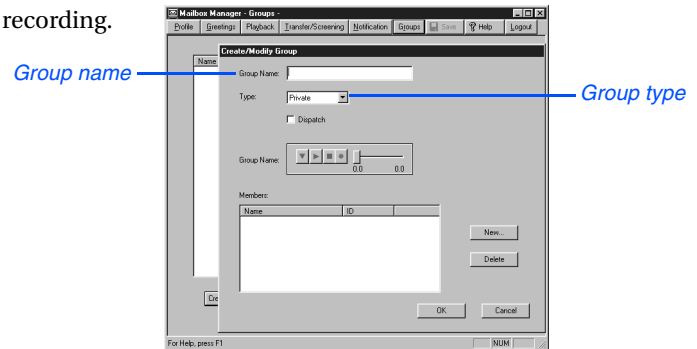 recording.
Mailbox Manager - Groups -
Profile Greetings Playback Transfer/Screening Notification Groups Save Help Logout
Create/Modify Group
Name
Group name
Group Name:
Type: Private
Group type
Dispatch
Group Name:
0.0 0.0
Members:
Name ID
New...
Delete
Cre
OK Cancel
For Help, press F1 NUM